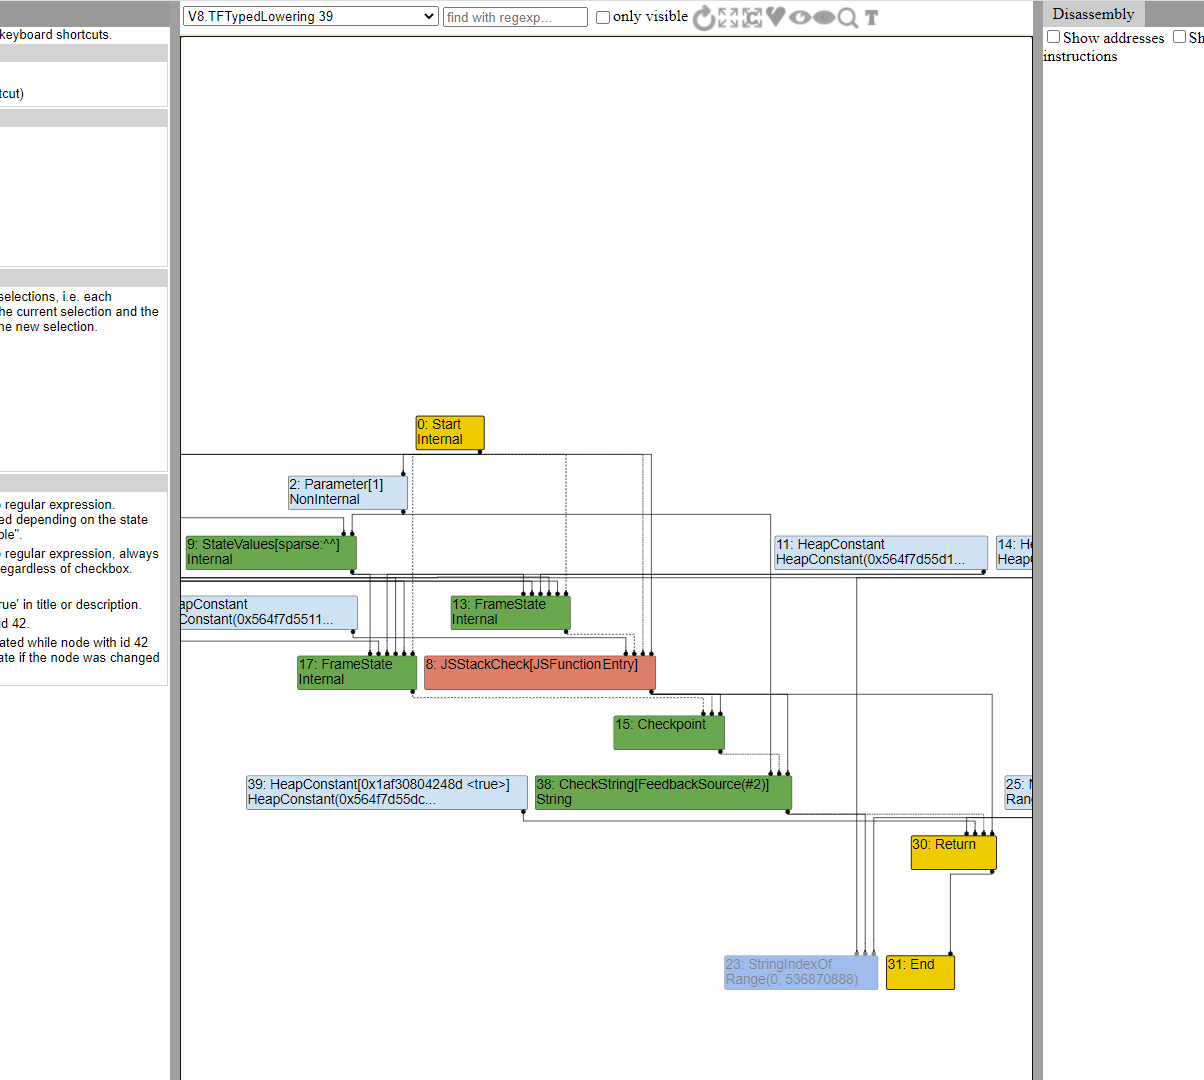 V8.TFTypedLowering 39
find with regexp...
only visible
T
Disassembly
Show addresses
Sh
instructions
keyboard shortcuts.
tcut)
selections, i.e. each
he current selection and the
he new selection.
regular expression.
ed depending on the state
ble".
regular expression, always
egardless of checkbox.
rue' in title or description.
id 42.
ated while node with id 42
ate if the node was changed
0: Start
Internal
2: Parameter[1]
NonInternal
9: StateValues[sparse:^^]
Internal
11: HeapConstant
HeapConstant(0x564f7d55d1...
14: He
HeapC
apConstant
Constant(0x564f7d5511...
13: FrameState
Internal
17: FrameState
Internal
8: JSStackCheck[JSFunctionEntry]
15: Checkpoint
39: HeapConstant[0x1af30804248d <true>]
HeapConstant(0x564f7d55dc...
38: CheckString[FeedbackSource(#2)]
String
25: N
Ran
30: Return
23: StringIndexOf
Range(0, 536870888)
31: End